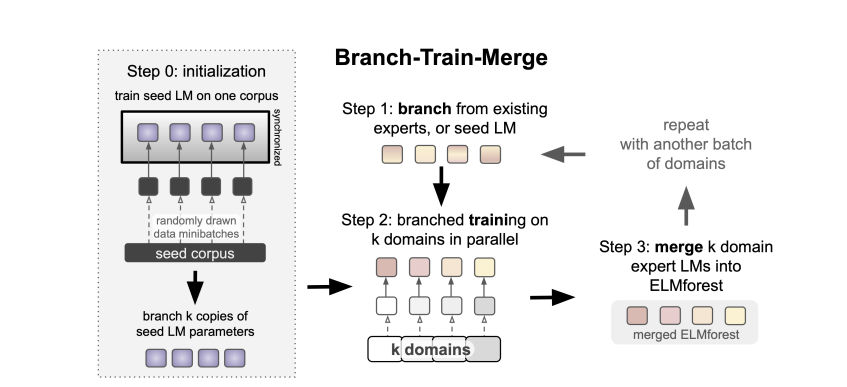 Branch-Train-Merge
Step 0: initialization
train seed LM on one corpus
synchronized
randomly drawn
data minibatches
seed corpus
branch k copies of
seed LM parameters
Step 1: branch from existing
experts, or seed LM
Step 2: branched training on
k domains in parallel
k domains
Step 3: merge k domain
expert LMs into
ELMforest
merged ELMforest
repeat
with another batch
of domains